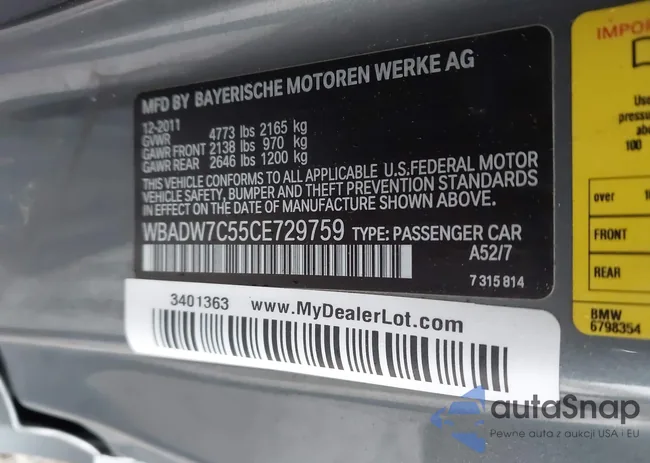 MFD BY BAYERISCHE MOTOREN WERKE AG
12-2011
GVWR 4773 lbs 2165 kg
GAWR FRONT 2138 lbs 970 kg
GAWR REAR 2646 lbs 1200 kg
THIS VEHICLE CONFORMS TO ALL APPLICABLE U.S.FEDERAL MOTOR
VEHICLE SAFETY, BUMPER AND THEFT PREVENTION STANDARDS
IN EFFECT ON THE DATE OF MANUFACTURE SHOWN ABOVE.
WBADW7C55CE729759 TYPE: PASSENGER CAR
A52/7
7 315 814
3401363 www.MyDealerLot.com
IMPOR
Use
pressu
abo
100
over
FRONT
REAR
BMW
6798354
autaSnap
Pewne auta z aukcji USA i EU